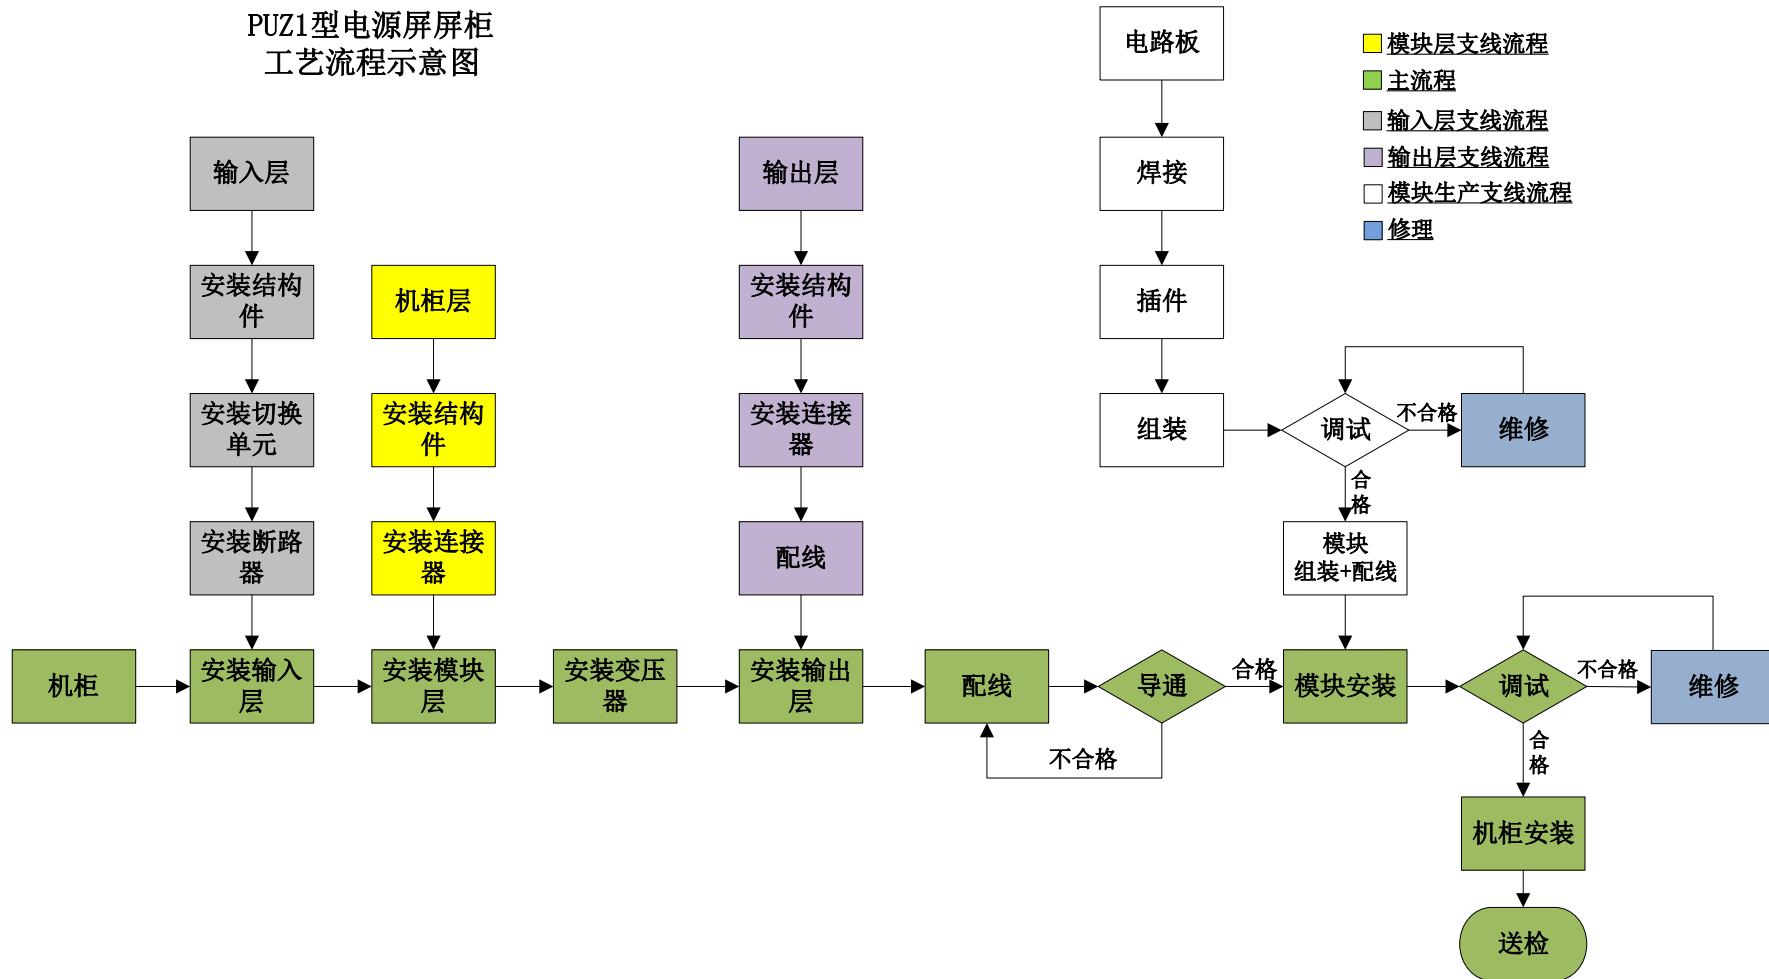 PUZ1型电源屏屏柜
工艺流程示意图
模块层支线流程
主流程
输入层支线流程
输出层支线流程
模块生产支线流程
修理
输入层
安装结构
件
安装切换
单元
安装断路
器
机柜层
安装结构
件
安装连接
器
输出层
安装结构
件
安装连接
器
配线
电路板
焊接
插件
组装
调试
不合格
维修
合
格
模块
组装+配线
机柜
安装输入
层
安装模块
层
安装变压
器
安装输出
层
配线
导通
合格
不合格
模块安装
调试
不合格
维修
合
格
机柜安装
送检